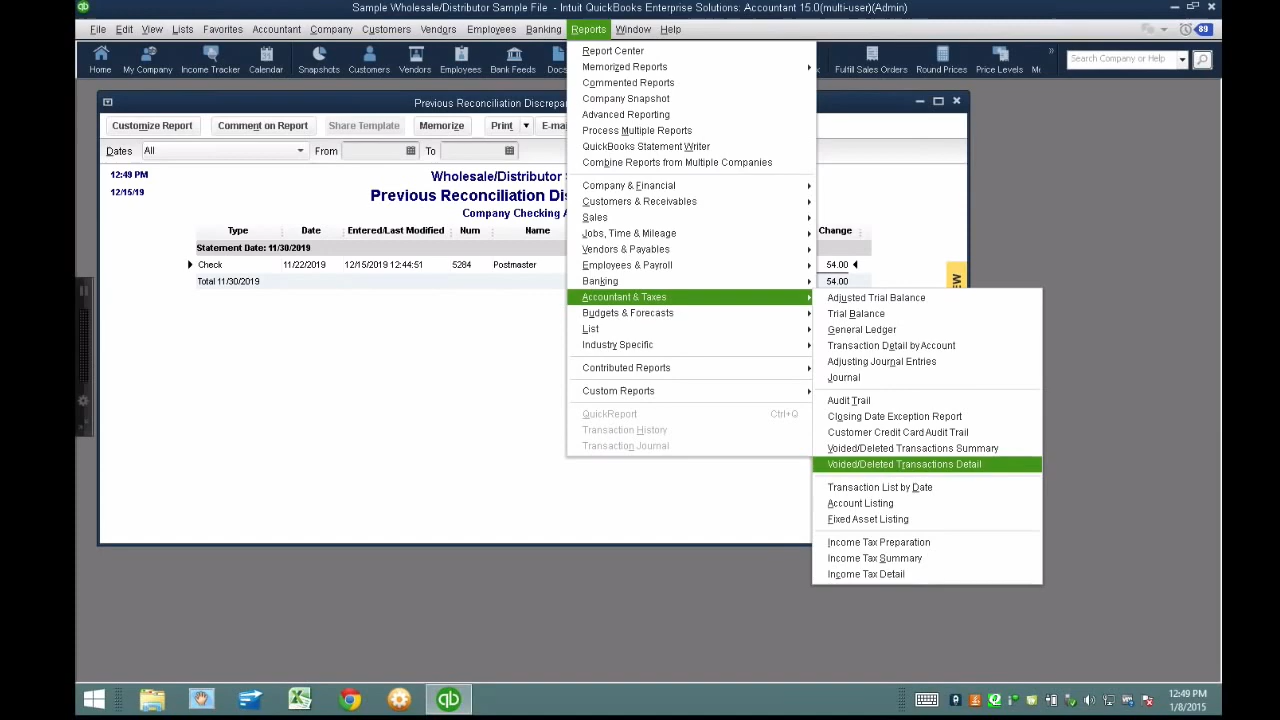 Sample Wholesale/Distributor Sample File - Intuit QuickBooks Enterprise Solutions: Accountant 15.0(multi-user)(Admin)
File Edit View Lists Favorites Accountant Company Customers Vendors Employees Banking Reports Window Help
89
Home My Company Income Tracker Calendar Snapshots Customers Vendors Employees Bank Feeds Docs Fulfill Sales Orders Round Prices Price Levels Search Company or Help
Previous Reconciliation Discrepa
Customize Report Comment on Report Share Template Memorize Print E-ma
Dates All From To
12:49 PM
12/15/19
Wholesale/Distributor
Previous Reconciliation Dis
Company Checking A
Type Date Entered/Last Modified Num Name Change
Statement Date: 11/30/2019
Check 11/22/2019 12/15/2019 12:44:51 5284 Postmaster 54.00
Total 11/30/2019 54.00
Report Center
Memorized Reports
Commented Reports
Company Snapshot
Advanced Reporting
Process Multiple Reports
QuickBooks Statement Writer
Combine Reports from Multiple Companies
Company & Financial
Customers & Receivables
Sales
Jobs, Time & Mileage
Vendors & Payables
Employees & Payroll
Banking
Accountant & Taxes
Budgets & Forecasts
List
Industry Specific
Contributed Reports
Custom Reports
QuickReport Ctrl+Q
Transaction History
Transaction Journal
Adjusted Trial Balance
Trial Balance
General Ledger
Transaction Detail by Account
Adjusting Journal Entries
Journal
Audit Trail
Closing Date Exception Report
Customer Credit Card Audit Trail
Voided/Deleted Transactions Summary
Voided/Deleted Transactions Detail
Transaction List by Date
Account Listing
Fixed Asset Listing
Income Tax Preparation
Income Tax Summary
Income Tax Detail
12:49 PM
1/8/2015